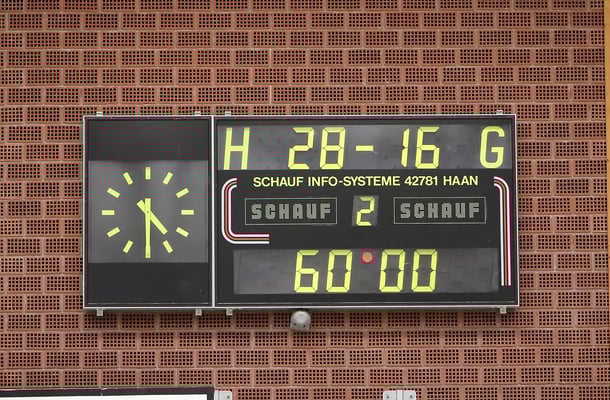 H 28-16 G
SCHAUF INFO-SYSTEME 42781 HAAN
SCHAUF 2 SCHAUF
60:00